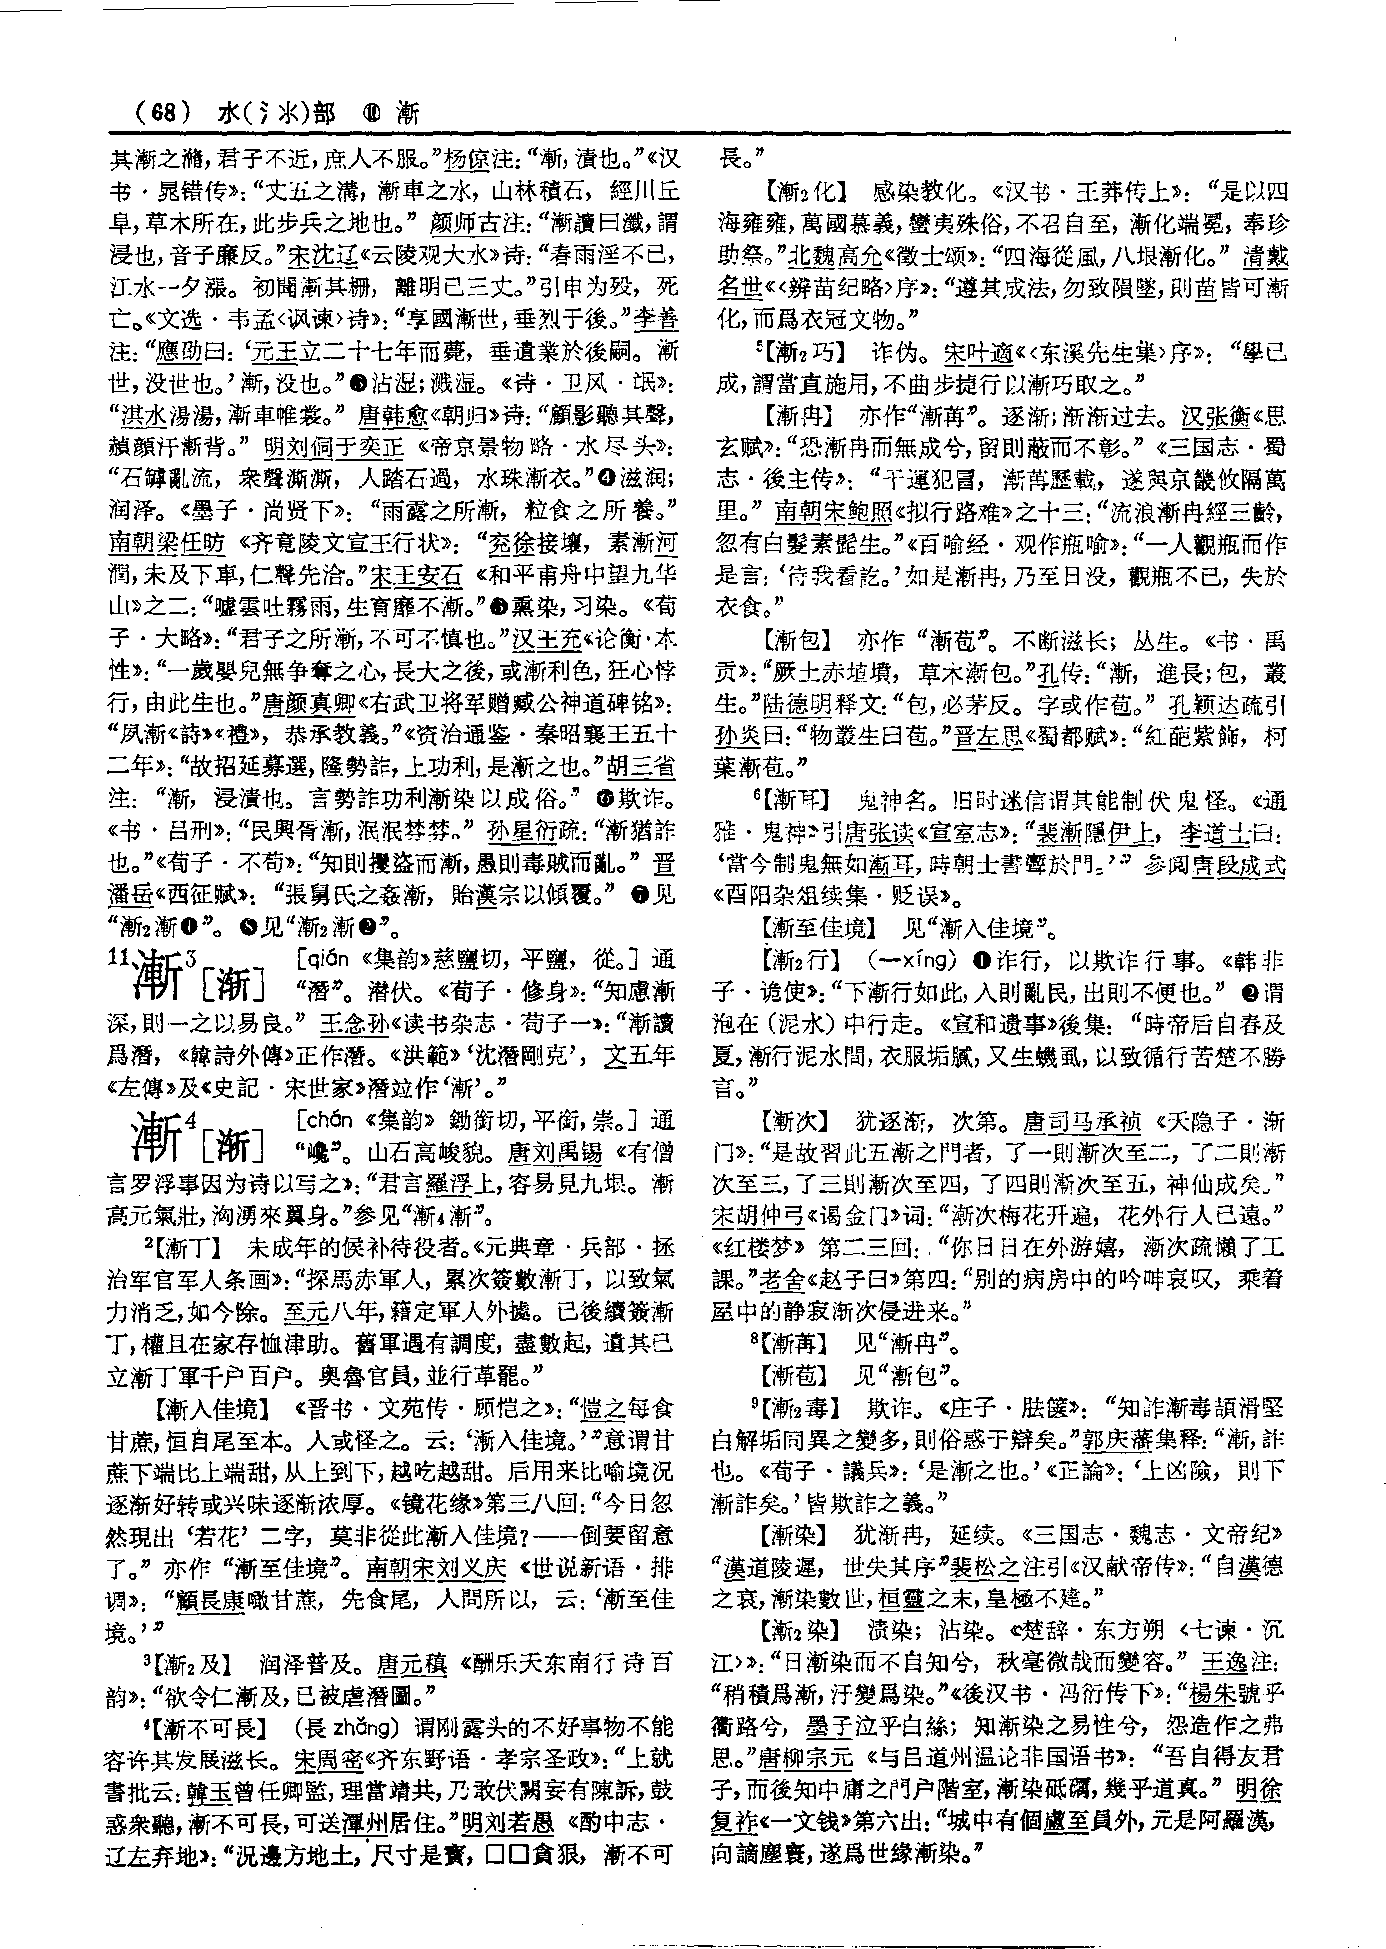 (68) 水(氵氺)部 ⑪ 漸
其漸之滫,君子不近,庶人不服。”杨倞注:“漸,漬也。”《汉
书·晁错传》:“丈五之溝,漸車之水,山林積石,經川丘
阜,草木所在,此步兵之地也。”颜师古注:“漸讀曰瀸,謂
浸也,音子廉反。”宋沈辽《云陵观大水》诗:“春雨淫不已,
江水一夕漲。初聞漸其栅,離明已三丈。”引申为殁,死
亡。《文选·韦孟〈讽谏〉诗》:“享國漸世,垂烈于後。”李善
注:“應劭曰:‘元王立二十七年而薨,垂遺業於後嗣。漸
世,没世也。’漸,没也。”❸沾湿;溅湿。《诗·卫风·氓》:
“淇水湯湯,漸車帷裳。”唐韩愈《朝归》诗:“顧影聽其聲,
赬顏汗漸背。”明刘侗于奕正《帝京景物略·水尽头》:
“石罅亂流,衆聲澌澌,人踏石過,水珠漸衣。”❹滋润;
润泽。《墨子·尚贤下》:“雨露之所漸,粒食之所養。”
南朝梁任昉《齐竟陵文宣王行状》:“兖徐接壤,素漸河
潤,未及下車,仁聲先洽。”宋王安石《和平甫舟中望九华
山》之二:“嘘雲吐霧雨,生育靡不漸。”❺熏染,习染。《荀
子·大略》:“君子之所漸,不可不慎也。”汉王充《论衡·本
性》:“一歲嬰兒無争奪之心,長大之後,或漸利色,狂心悖
行,由此生也。”唐颜真卿《右武卫将军赠臧公神道碑铭》:
“夙漸《詩》《禮》,恭承教義。”《资治通鉴·秦昭襄王五十
二年》:“故招延募選,隆勢詐,上功利,是漸之也。”胡三省
注:“漸,浸漬也。言勢詐功利漸染以成俗。”❻欺诈。
《书·吕刑》:“民興胥漸,泯泯棼棼。”孙星衍疏:“漸猶詐
也。”《荀子·不苟》:“知則攫盗而漸,愚則毒賊而亂。”晋
潘岳《西征赋》:“張舅氏之姦漸,貽漢宗以傾覆。”❼见
“漸₂漸❶”。❽见“漸₂漸❷”。
11漸³[渐] [qián《集韵》慈鹽切,平鹽,從。]通
“潛”。潜伏。《荀子·修身》:“知慮漸
深,則一之以易良。”王念孙《读书杂志·荀子一》:“漸讀
爲潛,《韓詩外傳》正作潛。《洪範》‘沈潛剛克’,文五年
《左傳》及《史記·宋世家》潛竝作‘漸’。”
漸⁴[渐] [chán《集韵》鋤銜切,平銜,崇。]通
“巉”。山石高峻貌。唐刘禹锡《有僧
言罗浮事因为诗以写之》:“君言羅浮上,容易見九垠。漸
高元氣壯,洶湧來翼身。”参见“漸₄漸”。
²【漸丁】 未成年的候补待役者。《元典章·兵部·拯
治军官军人条画》:“探馬赤軍人,累次簽數漸丁,以致氣
力消乏,如今除。至元八年,籍定軍人外據。已後續簽漸
丁,權且在家存恤津助。舊軍遇有調度,盡數起,遣其已
立漸丁軍千户百户。奥魯官員,並行革罷。”
【漸入佳境】《晋书·文苑传·顾恺之》:“愷之每食
甘蔗,恒自尾至本。人或怪之。云:‘漸入佳境。’”意谓甘
蔗下端比上端甜,从上到下,越吃越甜。后用来比喻境况
逐渐好转或兴味逐渐浓厚。《镜花缘》第三八回:“今日忽
然現出‘若花’二字,莫非從此漸入佳境?——倒要留意
了。”亦作“漸至佳境”。南朝宋刘义庆《世说新语·排
调》:“顧長康噉甘蔗,先食尾,人問所以,云:‘漸至佳
境。’”
³【漸₂及】 润泽普及。唐元稹《酬乐天东南行诗百
韵》:“欲令仁漸及,已被虐潛圖。”
⁴【漸不可長】 (長 zhǎng)谓刚露头的不好事物不能
容许其发展滋长。宋周密《齐东野语·孝宗圣政》:“上就
書批云:韓玉曾任卿監,理當靖共,乃敢伏闕妄有陳訴,鼓
惑衆聽,漸不可長,可送潭州居住。”明刘若愚《酌中志·
辽左弃地》:“况邊方地土,尺寸是寳,□□貪狠,漸不可
長。”
【漸₂化】 感染教化。《汉书·王莽传上》:“是以四
海雍雍,萬國慕義,蠻夷殊俗,不召自至,漸化端冕,奉珍
助祭。”北魏高允《徵士颂》:“四海從風,八垠漸化。”清戴
名世《〈辨苗纪略〉序》:“遵其成法,勿致隕墜,則苗皆可漸
化,而爲衣冠文物。”
⁵【漸₂巧】 诈伪。宋叶適《〈东溪先生集〉序》:“學已
成,謂當直施用,不曲步捷行以漸巧取之。”
【漸冉】 亦作“漸苒”。逐渐;渐渐过去。汉张衡《思
玄赋》:“恐漸冉而無成兮,留則蔽而不彰。”《三国志·蜀
志·後主传》:“干運犯冒,漸苒歷載,遂與京畿攸隔萬
里。”南朝宋鲍照《拟行路难》之十三:“流浪漸冉經三齡,
忽有白髮素髭生。”《百喻经·观作瓶喻》:“一人觀瓶而作
是言:‘待我看訖。’如是漸冉,乃至日没,觀瓶不已,失於
衣食。”
【漸包】 亦作“漸苞”。不断滋长;丛生。《书·禹
贡》:“厥土赤埴墳,草木漸包。”孔传:“漸,進長;包,叢
生。”陆德明释文:“包,必茅反。字或作苞。”孔颖达疏引
孙炎曰:“物叢生曰苞。”晋左思《蜀都赋》:“紅葩紫飾,柯
葉漸苞。”
⁶【漸耳】 鬼神名。旧时迷信谓其能制伏鬼怪。《通
雅·鬼神》引唐张读《宣室志》:“裴漸隱伊上,李道士曰:
‘當今制鬼無如漸耳,時朝士書聻於門。’”参阅唐段成式
《酉阳杂俎续集·贬误》。
【漸至佳境】 见“漸入佳境”。
【漸₂行】 (—xíng)❶诈行,以欺诈行事。《韩非
子·诡使》:“下漸行如此,入則亂民,出則不便也。”❷谓
泡在(泥水)中行走。《宣和遗事》後集:“時帝后自春及
夏,漸行泥水間,衣服垢膩,又生蟣虱,以致循行苦楚不勝
言。”
【漸次】 犹逐渐,次第。唐司马承祯《天隐子·渐
门》:“是故習此五漸之門者,了一則漸次至二,了二則漸
次至三,了三則漸次至四,了四則漸次至五,神仙成矣。”
宋胡仲弓《谒金门》词:“漸次梅花开遍,花外行人已遠。”
《红楼梦》第二三回:“你日日在外游嬉,漸次疏懶了工
課。”老舍《赵子曰》第四:“别的病房中的吟呻哀叹,乘着
屋中的静寂渐次侵进来。”
⁸【漸苒】 见“漸冉”。
【漸苞】 见“漸包”。
⁹【漸₂毒】 欺诈。《庄子·胠箧》:“知詐漸毒頡滑堅
白解垢同異之變多,則俗惑于辯矣。”郭庆藩集释:“漸,詐
也。《荀子·議兵》:‘是漸之也。’《正論》:‘上凶險,則下
漸詐矣。’皆欺詐之義。”
【漸染】 犹渐冉,延续。《三国志·魏志·文帝纪》
“漢道陵遲,世失其序”裴松之注引《汉献帝传》:“自漢德
之衰,漸染數世,桓靈之末,皇極不建。”
【漸₂染】 渍染;沾染。《楚辞·东方朔〈七谏·沉
江〉》:“日漸染而不自知兮,秋毫微哉而變容。”王逸注:
“稍積爲漸,汙變爲染。”《後汉书·冯衍传下》:“楊朱號乎
衢路兮,墨子泣乎白絲;知漸染之易性兮,怨造作之弗
思。”唐柳宗元《与吕道州温论非国语书》:“吾自得友君
子,而後知中庸之門户階室,漸染砥礪,幾乎道真。”明徐
复祚《一文钱》第六出:“城中有個盧至員外,元是阿羅漢,
向謫塵寰,遂爲世緣漸染。”